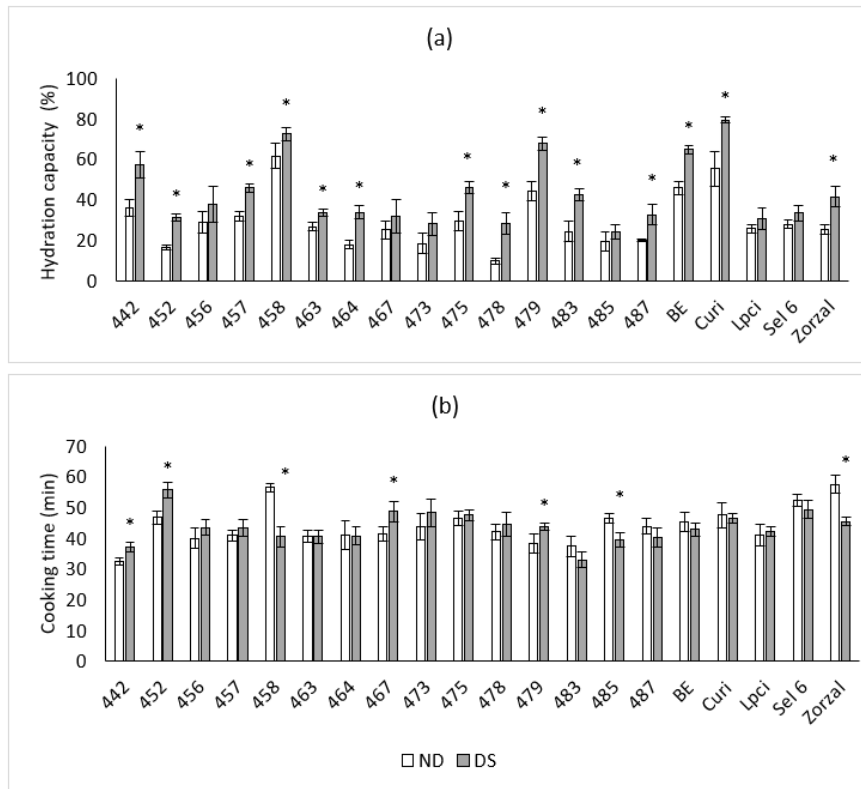 (a)
Hydration capacity (%)
100
80
60
40
20
0
* * * * * * * * * * * * * *
442 452 456 457 458 463 464 467 473 475 478 479 483 485 487 BE Curi Lpci Sel 6 Zorzal
(b)
Cooking time (min)
70
60
50
40
30
20
10
0
* * * * * * *
442 452 456 457 458 463 464 467 473 475 478 479 483 485 487 BE Curi Lpci Sel 6 Zorzal
ND DS